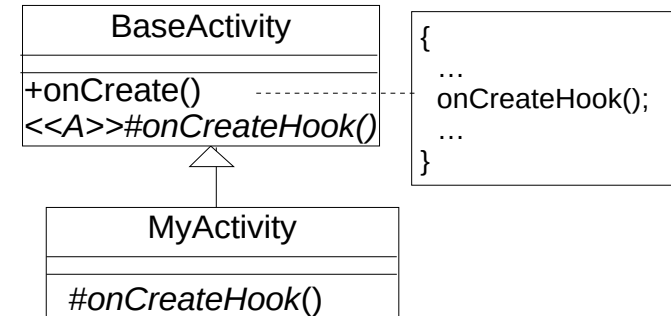 BaseActivity
+onCreate()
<<A>>#onCreateHook()
{
…
onCreateHook();
…
}
MyActivity
#onCreateHook()